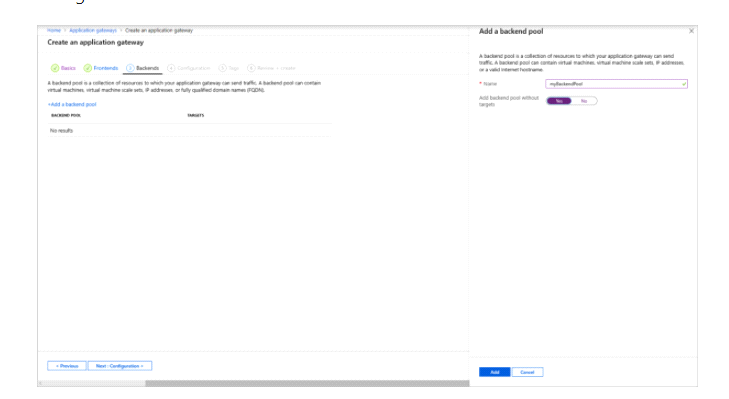 Home > Application gateways > Create an application gateway
Create an application gateway
Basics Frontends 3 Backends 4 Configuration 5 Tags 6 Review + create
A backend pool is a collection of resources to which your application gateway can send traffic. A backend pool can contain
virtual machines, virtual machine scale sets, IP addresses, or fully qualified domain names (FQDN).
+Add a backend pool
BACKEND POOL TARGETS
No results
< Previous Next : Configuration >
Add a backend pool X
A backend pool is a collection of resources to which your application gateway can send
traffic. A backend pool can contain virtual machines, virtual machine scale sets, IP addresses,
or a valid Internet hostname.
* Name myBackendPool
Add backend pool without Yes No
targets
Add Cancel